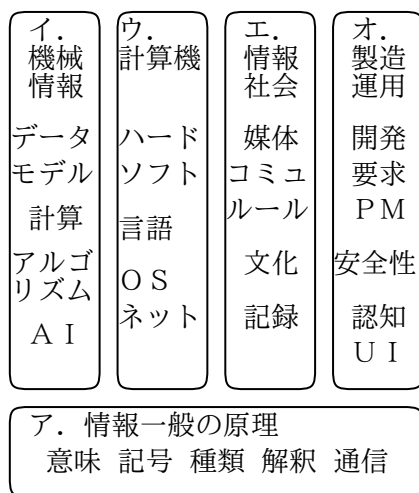 イ．
機械
情報
データ
モデル
計算
アルゴ
リズム
ＡＩ
ウ．
計算機
ハード
ソフト
言語
ＯＳ
ネット
エ．
情報
社会
媒体
コミュ
ルール
文化
記録
オ．
製造
運用
開発
要求
ＰＭ
安全性
認知
ＵＩ
ア．情報一般の原理
意味 記号 種類 解釈 通信